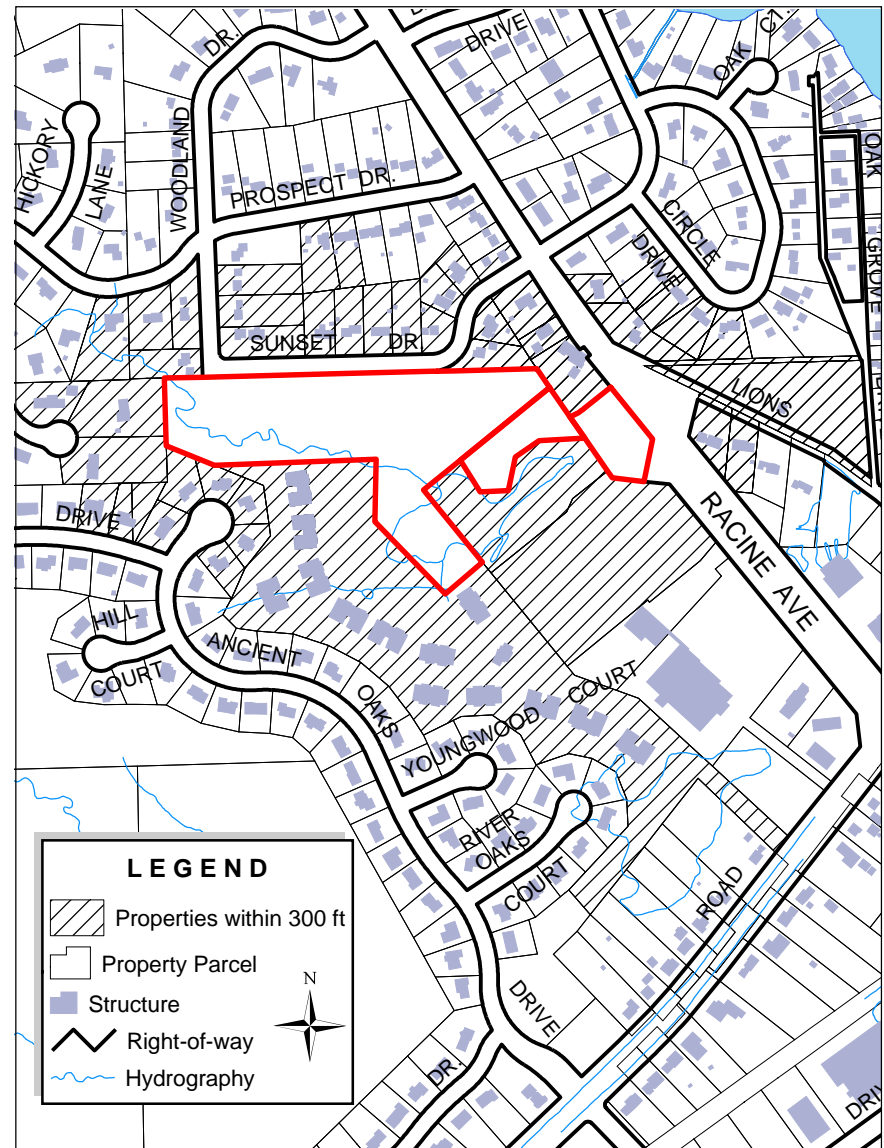 DR.
DRIVE
OAK CT.
HICKORY
LANE
WOODLAND
PROSPECT DR.
OAK
GROVE
CIRCLE
DRIVE
SUNSET DR.
LIONS
DRIVE
RACINE AVE
HILL
COURT
ANCIENT
OAKS
YOUNGWOOD COURT
RIVER
OAKS
COURT
ROAD
DRIVE
DR.
LEGEND
Properties within 300 ft
Property Parcel
Structure
N
Right-of-way
Hydrography